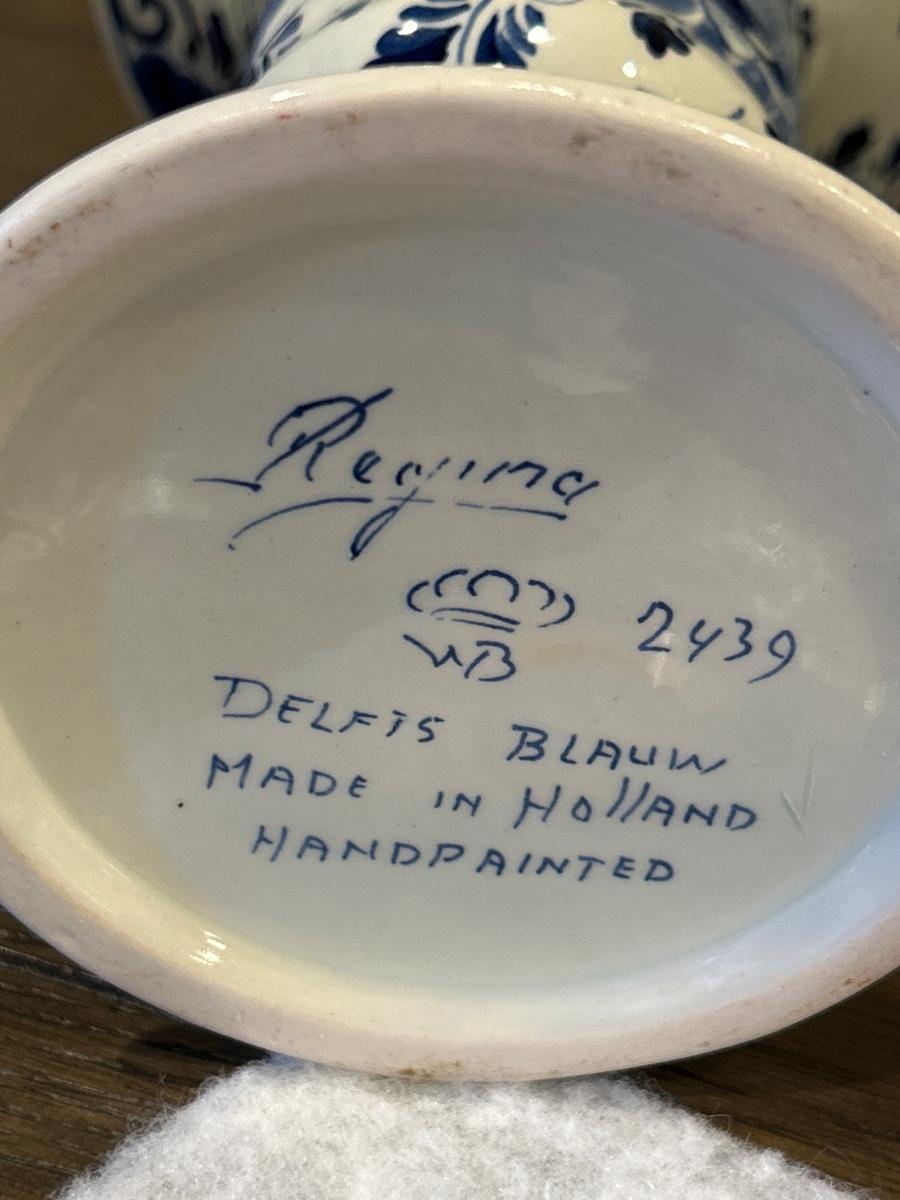 Regina
WB 2439
DELFTS BLAUW
MADE IN HOLLAND
HANDPAINTED